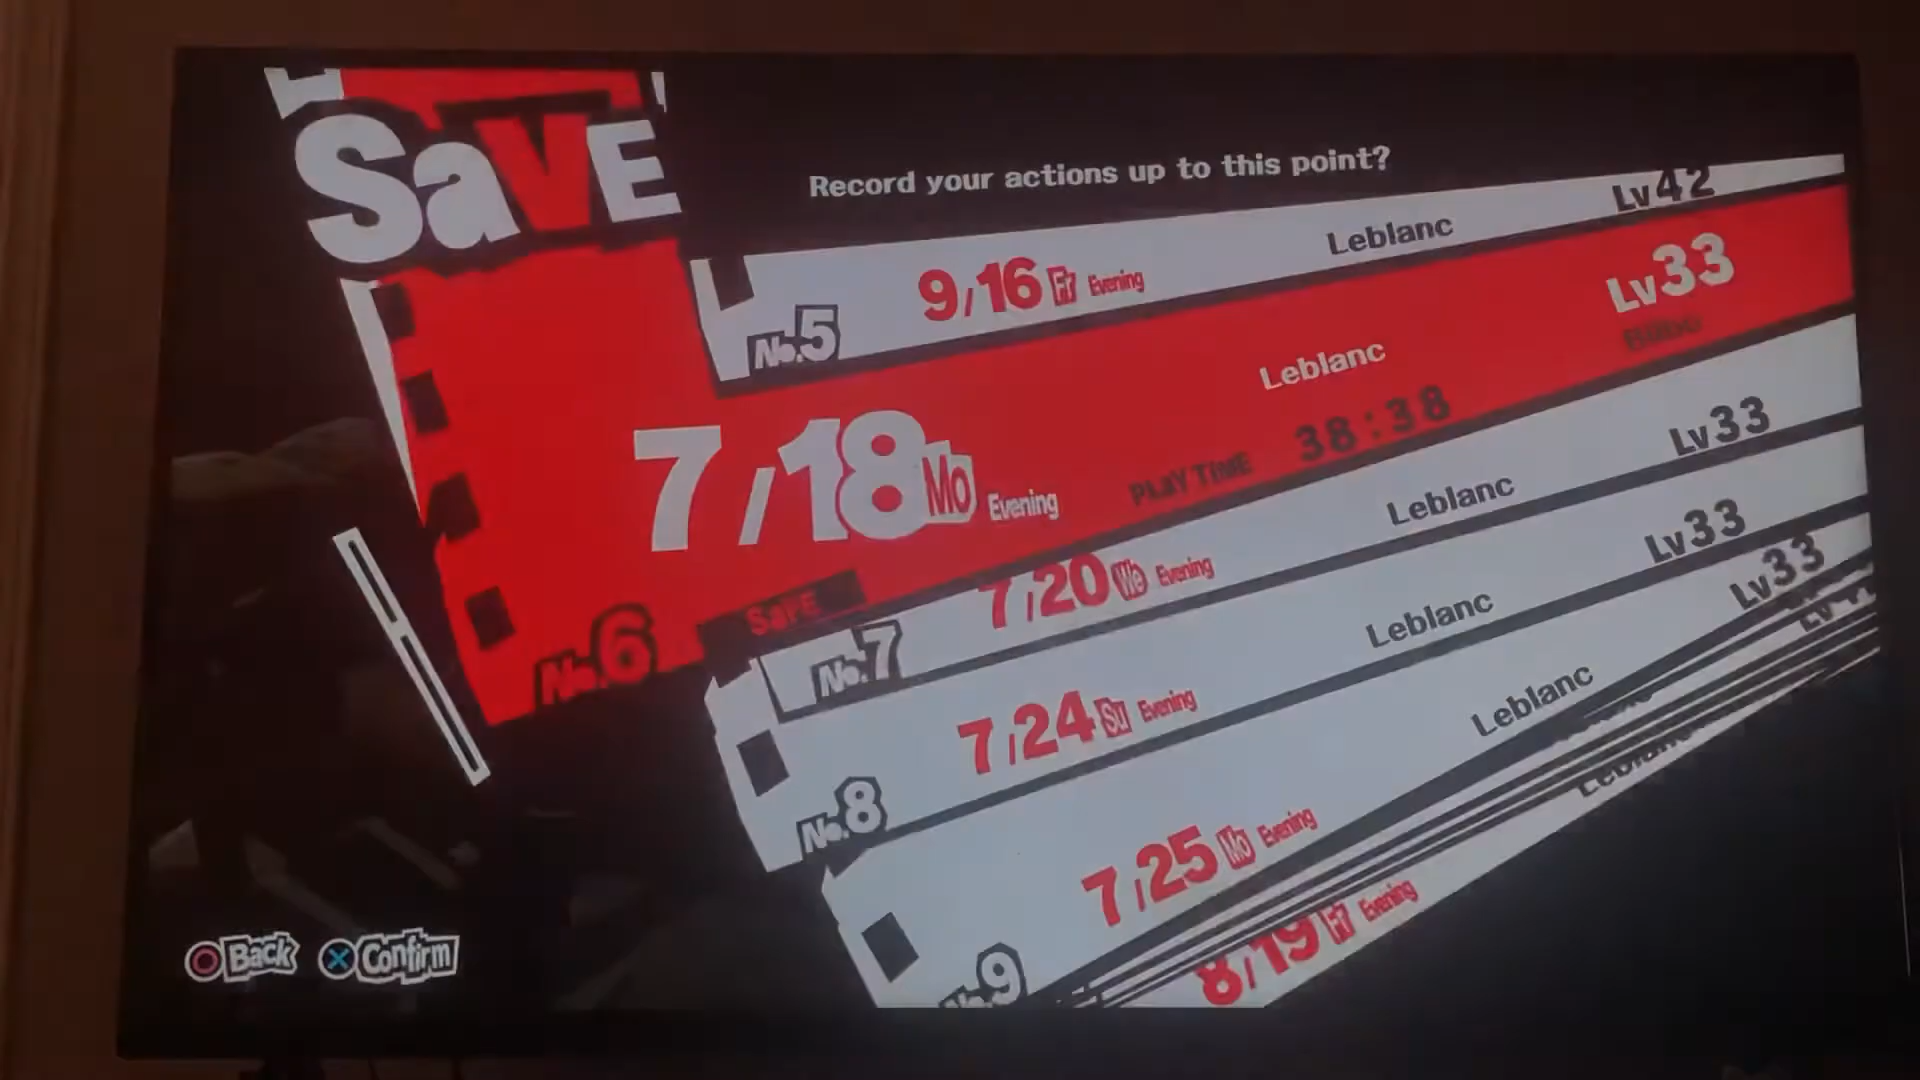 SaVE
Record your actions up to this point?
No.5 9/16 Fr Evening Leblanc Lv42
No.6 7/18 Mo Evening Leblanc Lv33
PLaY TIME 38:38
SaVE
No.7 7/20 We Evening Leblanc Lv33
No.8 7/24 Su Evening Leblanc Lv33
No.9 7/25 Mo Evening Leblanc Lv33
8/19 Fr Evening Leblanc
Back Confirm